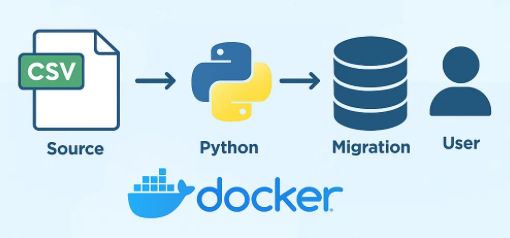 CSV
Source
Python
Migration
User
docker